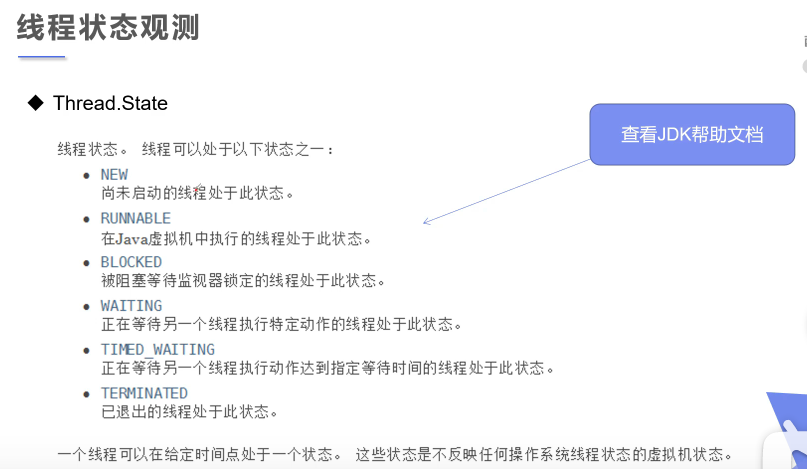 线程状态观测
◆ Thread.State
查看JDK帮助文档
线程状态。 线程可以处于以下状态之一：
• NEW
尚未启动的线程处于此状态。
• RUNNABLE
在Java虚拟机中执行的线程处于此状态。
• BLOCKED
被阻塞等待监视器锁定的线程处于此状态。
• WAITING
正在等待另一个线程执行特定动作的线程处于此状态。
• TIMED_WAITING
正在等待另一个线程执行动作达到指定等待时间的线程处于此状态。
• TERMINATED
已退出的线程处于此状态。
一个线程可以在给定时间点处于一个状态。 这些状态是不反映任何操作系统线程状态的虚拟机状态。